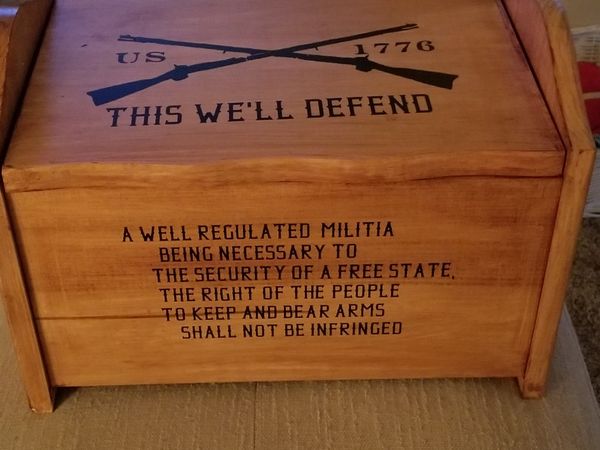 US 1776
THIS WE'LL DEFEND
A WELL REGULATED MILITIA
BEING NECESSARY TO
THE SECURITY OF A FREE STATE,
THE RIGHT OF THE PEOPLE
TO KEEP AND BEAR ARMS
SHALL NOT BE INFRINGED